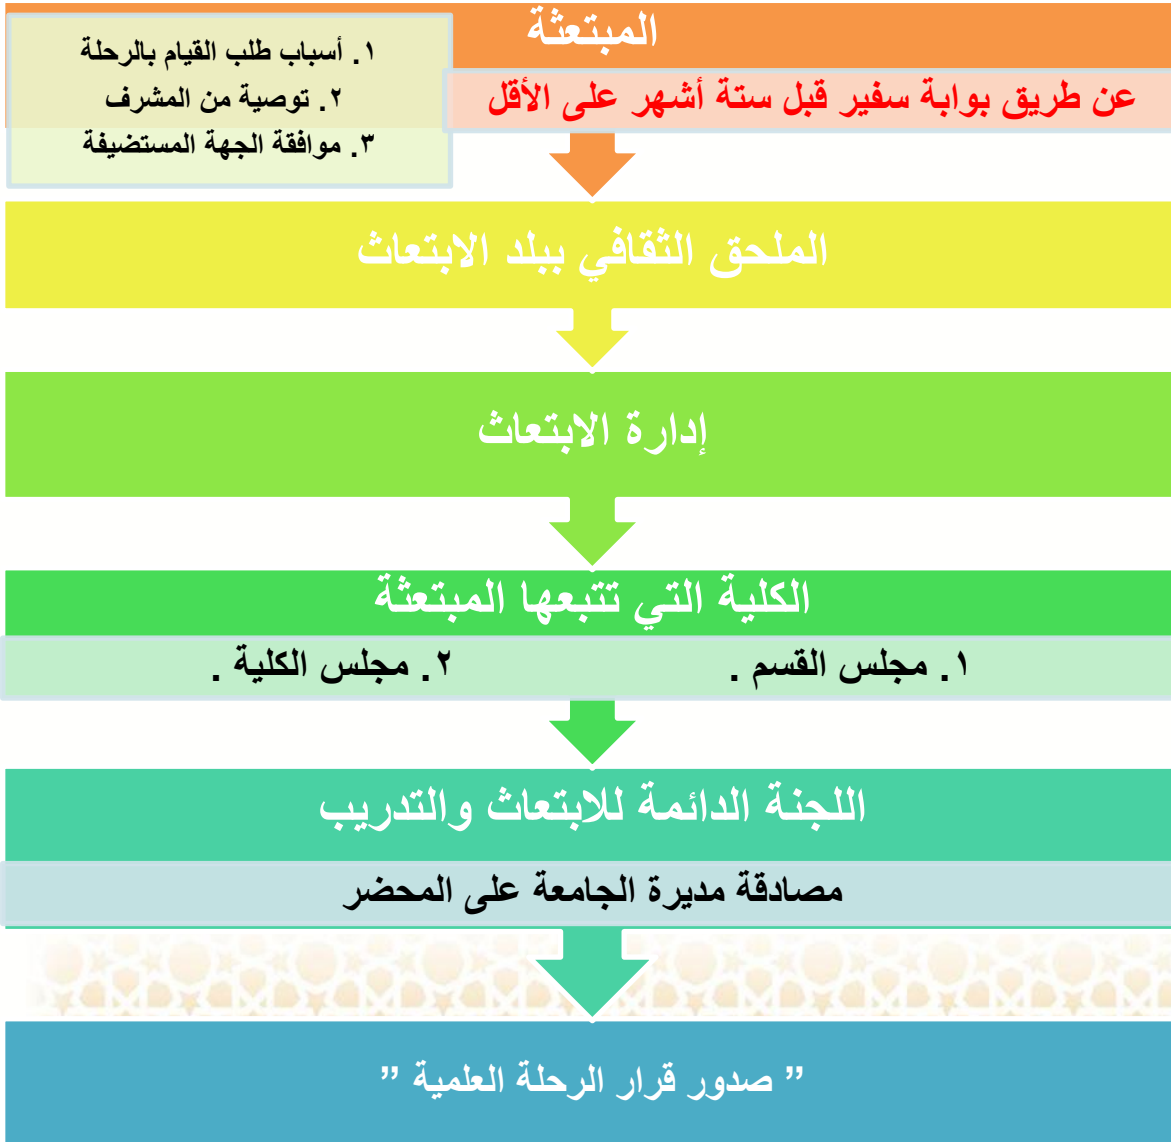 المبتعثة
عن طريق بوابة سفير قبل ستة أشهر على الأقل
١. أسباب طلب القيام بالرحلة
٢. توصية من المشرف
٣. موافقة الجهة المستضيفة
الملحق الثقافي ببلد الابتعاث
إدارة الابتعاث
الكلية التي تتبعها المبتعثة
١. مجلس القسم . ٢. مجلس الكلية .
اللجنة الدائمة للابتعاث والتدريب
مصادقة مديرة الجامعة على المحضر
” صدور قرار الرحلة العلمية ”